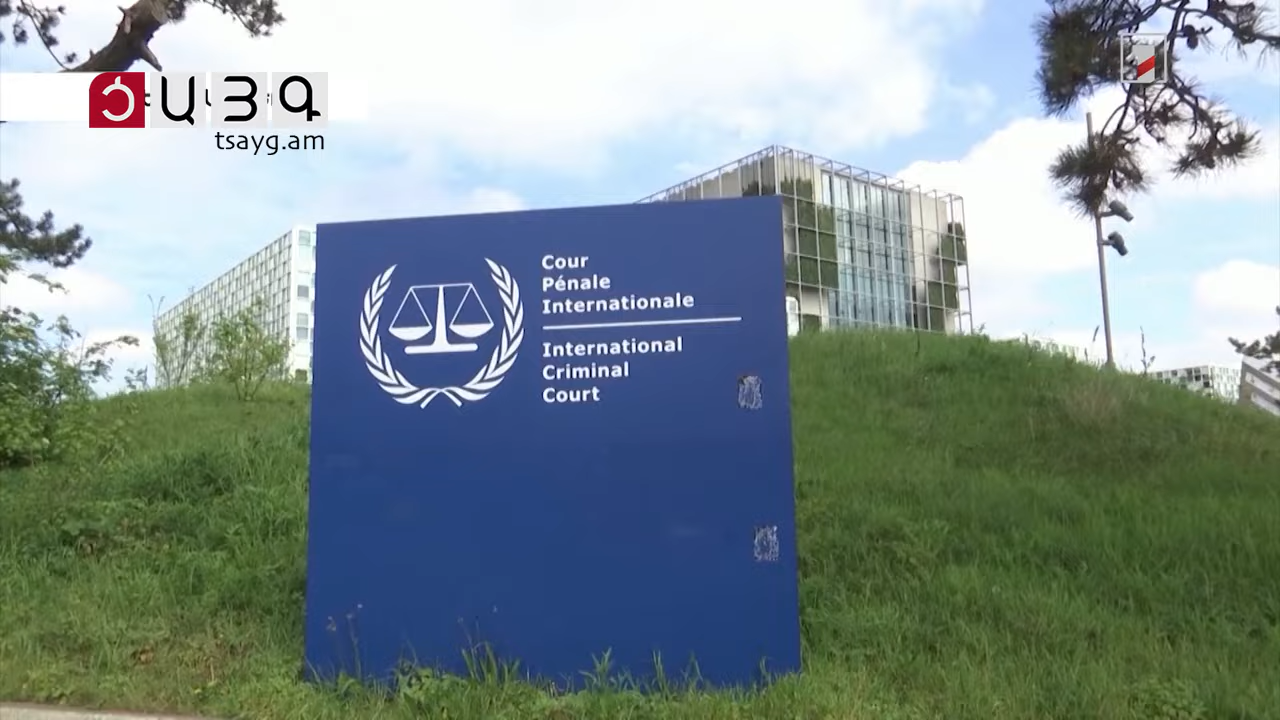 ԾԱՅԳ
tsayg.am
Cour
Pénale
Internationale
International
Criminal
Court